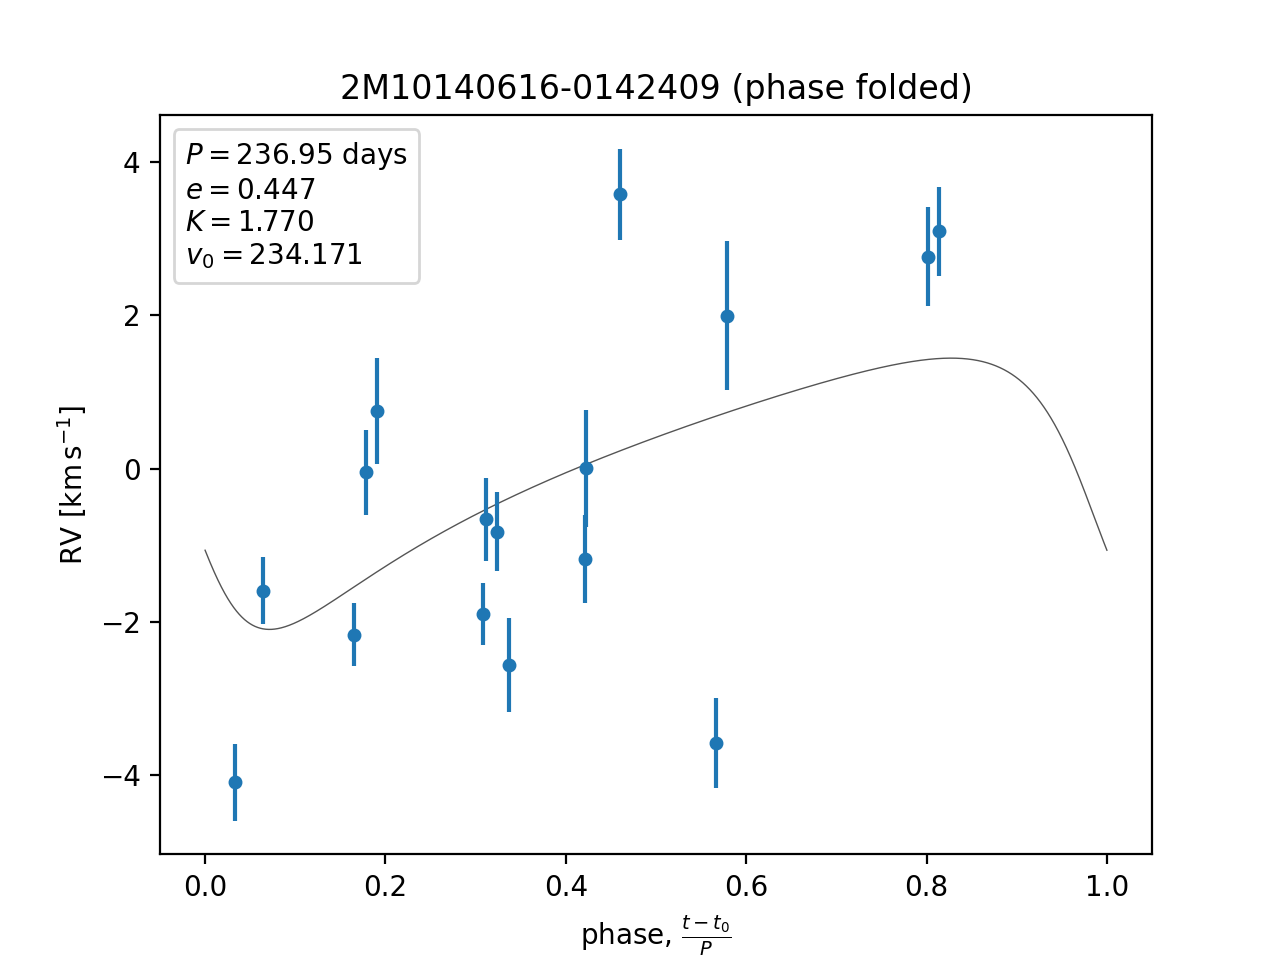 2M10140616-0142409 (phase folded)
P = 236.95 days
e = 0.447
K = 1.770
v₀ = 234.171
4
2
0
−2
−4
RV [km s⁻¹]
0.0 0.2 0.4 0.6 0.8 1.0
phase, (t − t₀)/P